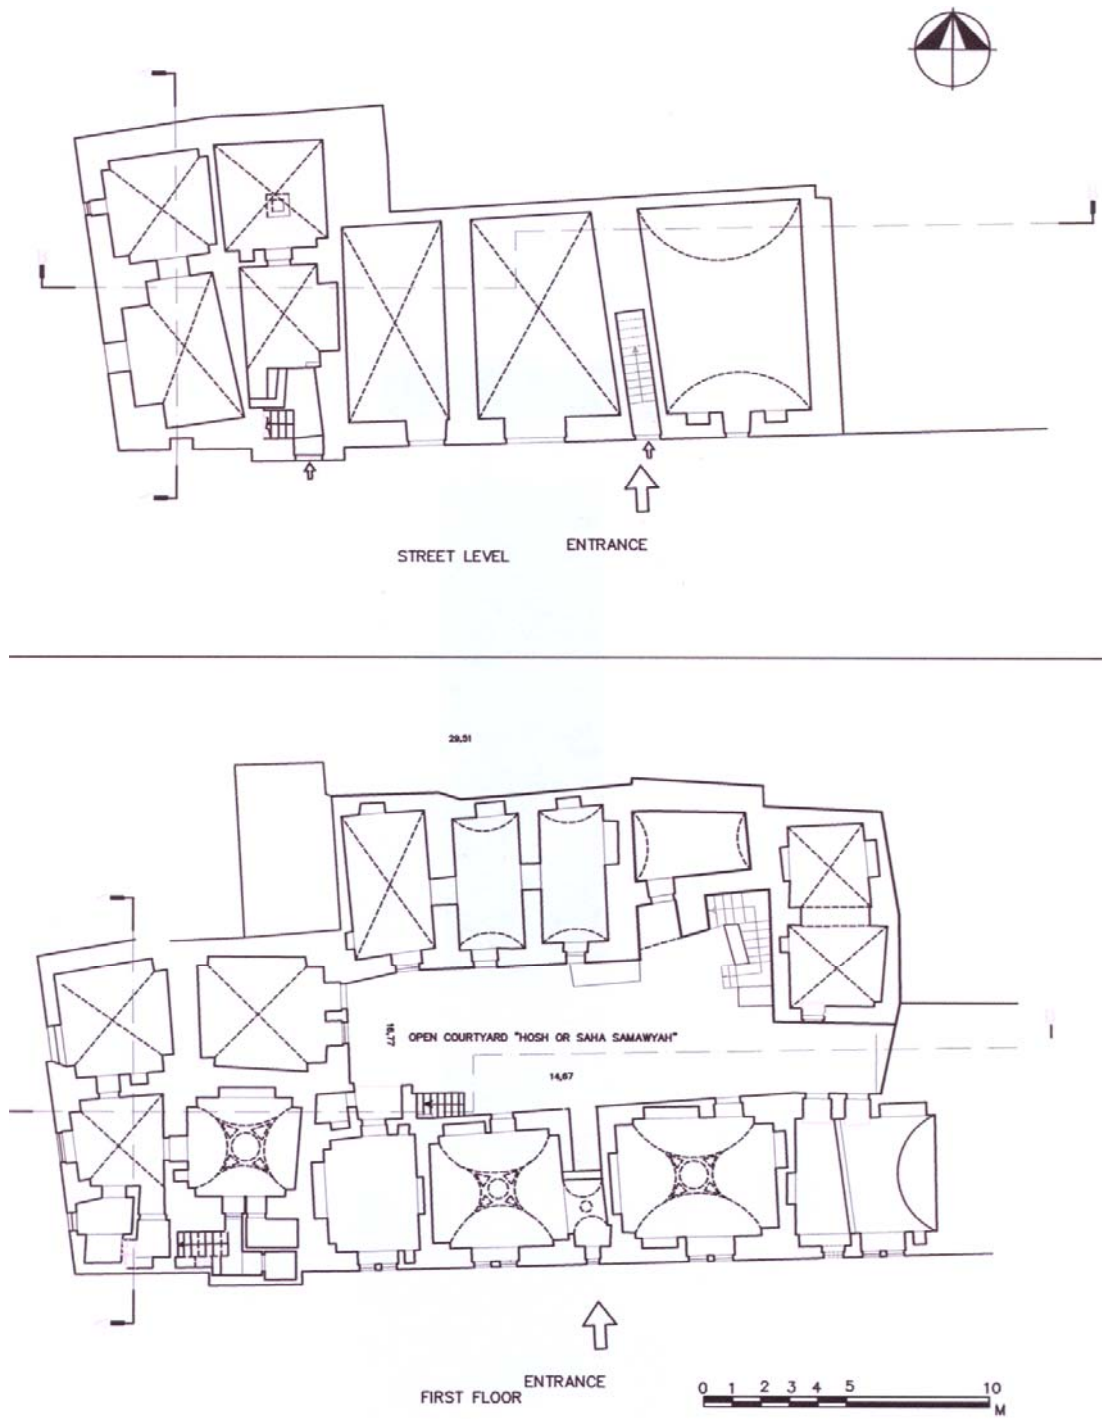 STREET LEVEL
ENTRANCE
29,51
16,77
OPEN COURTYARD "HOSH OR SAHA SAMAWYAH"
14,67
ENTRANCE
FIRST FLOOR
0 1 2 3 4 5 10
M